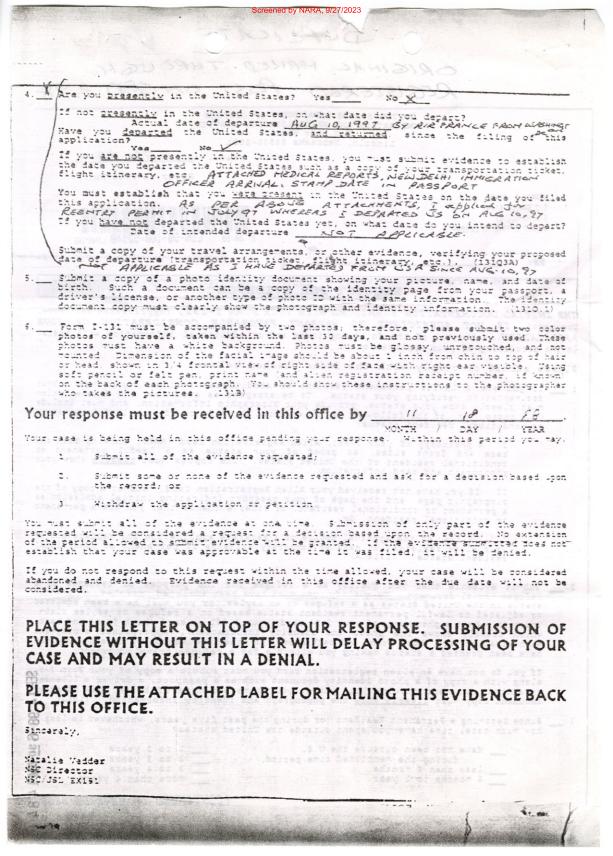 Screened by NARA, 9/27/2023
4. X Are you presently in the United States? Yes____ No X
If not presently in the United States, on what date did you depart?
Actual date of departure AUG 10, 1997 BY AIR FRANCE FROM WASHINGT
Have you departed the United States, and returned since the filing of this
application?
Yes____ No ✓
If you are not presently in the United States, you must submit evidence to establish
the date you departed the United States such as a copy of your transportation ticket,
flight itinerary, etc. ATTACHED MEDICAL REPORTS, NEW DELHI IMMIGRATION
OFFICER ARRIVAL, STAMP DATE IN PASSPORT
You must establish that you were present in the United States on the date you filed
this application. AS PER ABOVE ATTACHMENTS, I applied for
REENTRY PERMIT IN JULY 97 WHEREAS I DEPARTED US ON AUG 10, 97
If you have not departed the United States yet, on what date do you intend to depart?
Date of intended departure NOT APPLICABLE
Submit a copy of your travel arrangements, or other evidence, verifying your proposed
date of departure (transportation ticket, flight itinerary, etc.). (131Q3A)
NOT APPLICABLE AS I HAVE DEPARTED FROM USA SINCE AUG. 10, 97
5. ___ Submit a copy of a photo identity document showing your picture, name, and date of
birth. Such a document can be a copy of the identity page from your passport, a
driver's license, or another type of photo ID with the same information. The identity
document copy must clearly show the photograph and identity information.
6. ___ Form I-131 must be accompanied by two photos; therefore, please submit two color
photos of yourself, taken within the last 30 days, and not previously used. These
photos must have a white background. Photos must be glossy, unretouched, and not
mounted. Dimension of the facial image should be about 1 inch from chin to top of hair
or head, shown in 3/4 frontal view of right side of face with right ear visible. Using
soft pencil or felt pen, print name (and alien registration receipt number, if known)
on the back of each photograph. You should show these instructions to the photographer
who takes the pictures. (131B)
Your response must be received in this office by 11 18
MONTH / DAY / YEAR
Your case is being held in this office pending your response. Within this period you may:
1. Submit all of the evidence requested;
2. Submit some or none of the evidence requested and ask for a decision based upon
the record; or
3. Withdraw the application or petition.
You must submit all of the evidence at one time. Submission of only part of the evidence
requested will be considered a request for a decision based upon the record. No extension
of the period allowed to submit evidence will be granted. If the evidence submitted does not
establish that your case was approvable at the time it was filed, it will be denied.
If you do not respond to this request within the time allowed, your case will be considered
abandoned and denied. Evidence received in this office after the due date will not be
considered.
PLACE THIS LETTER ON TOP OF YOUR RESPONSE. SUBMISSION OF
EVIDENCE WITHOUT THIS LETTER WILL DELAY PROCESSING OF YOUR
CASE AND MAY RESULT IN A DENIAL.
PLEASE USE THE ATTACHED LABEL FOR MAILING THIS EVIDENCE BACK
TO THIS OFFICE.
Sincerely,
Natalie Vedder
NSC Director